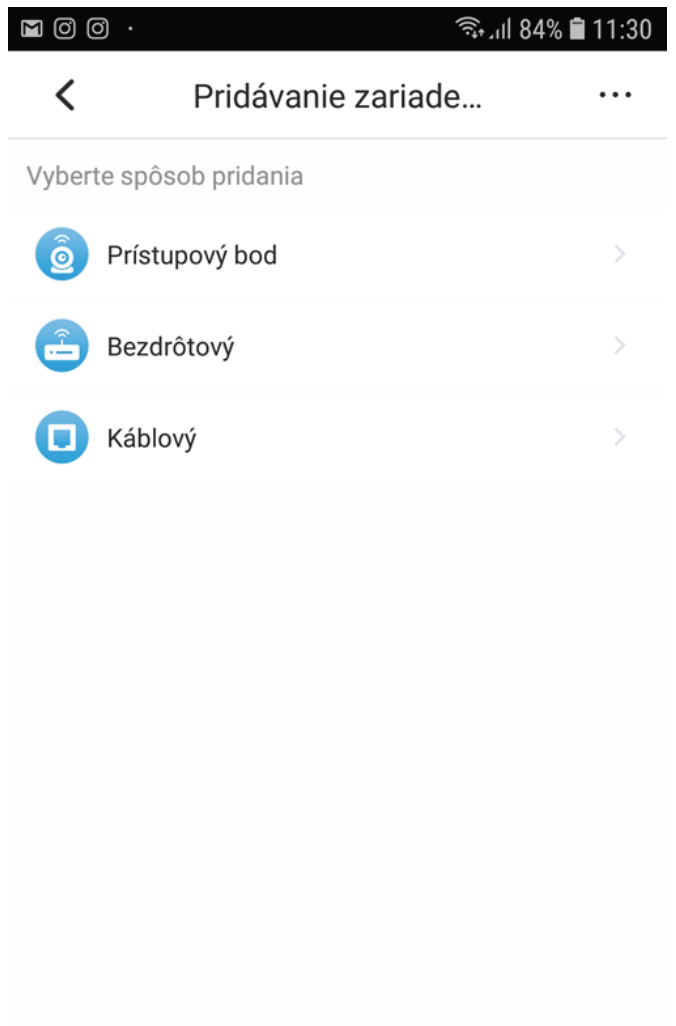 84% 11:30
Pridávanie zariade...
Vyberte spôsob pridania
Prístupový bod
Bezdrôtový
Káblový